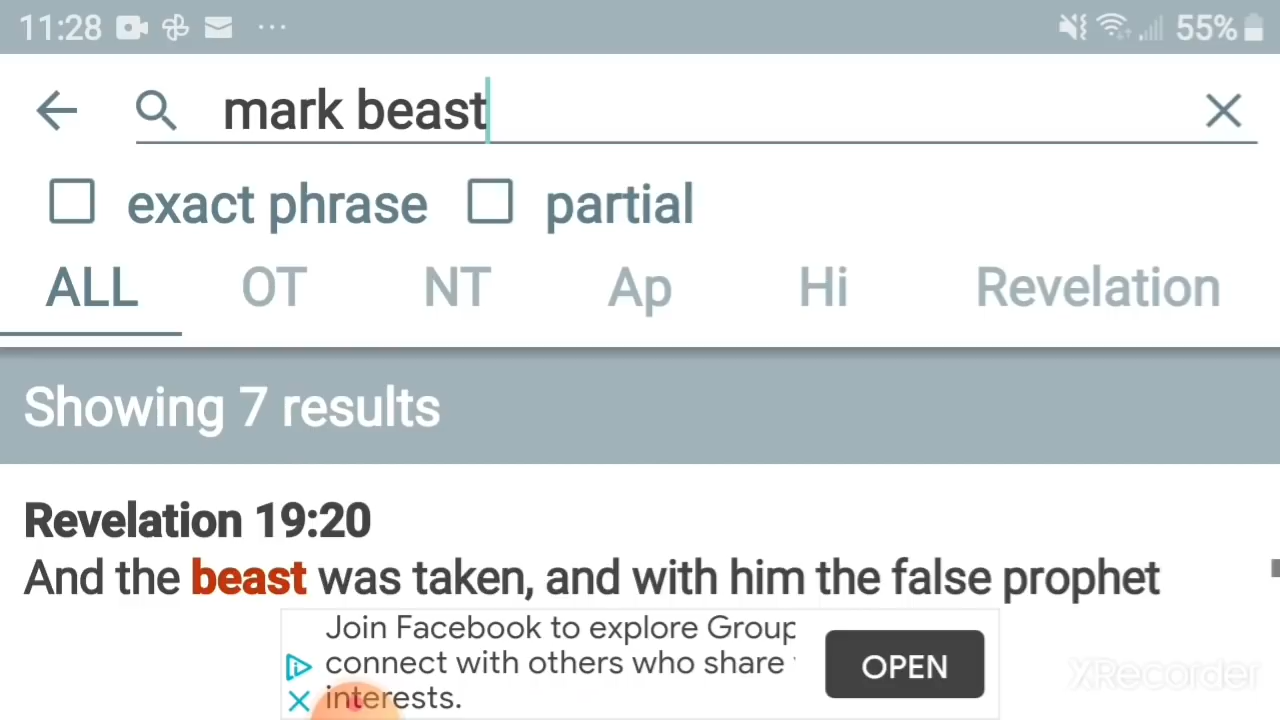 11:28 ... 55%
mark beast
exact phrase partial
ALL OT NT Ap Hi Revelation
Showing 7 results
Revelation 19:20
And the beast was taken, and with him the false prophet
Join Facebook to explore Group
connect with others who share
interests.
OPEN
XRecorder